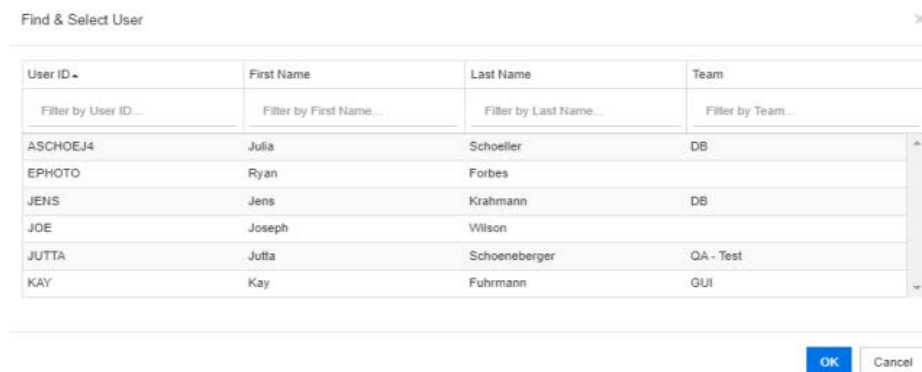 Find & Select User
User ID First Name Last Name Team
Filter by User ID... Filter by First Name... Filter by Last Name... Filter by Team...
ASCHOEJ4 Julia Schoeller DB
EPHOTO Ryan Forbes
JENS Jens Krahmann DB
JOE Joseph Wilson
JUTTA Jutta Schoeneberger QA - Test
KAY Kay Fuhrmann GUI
OK Cancel